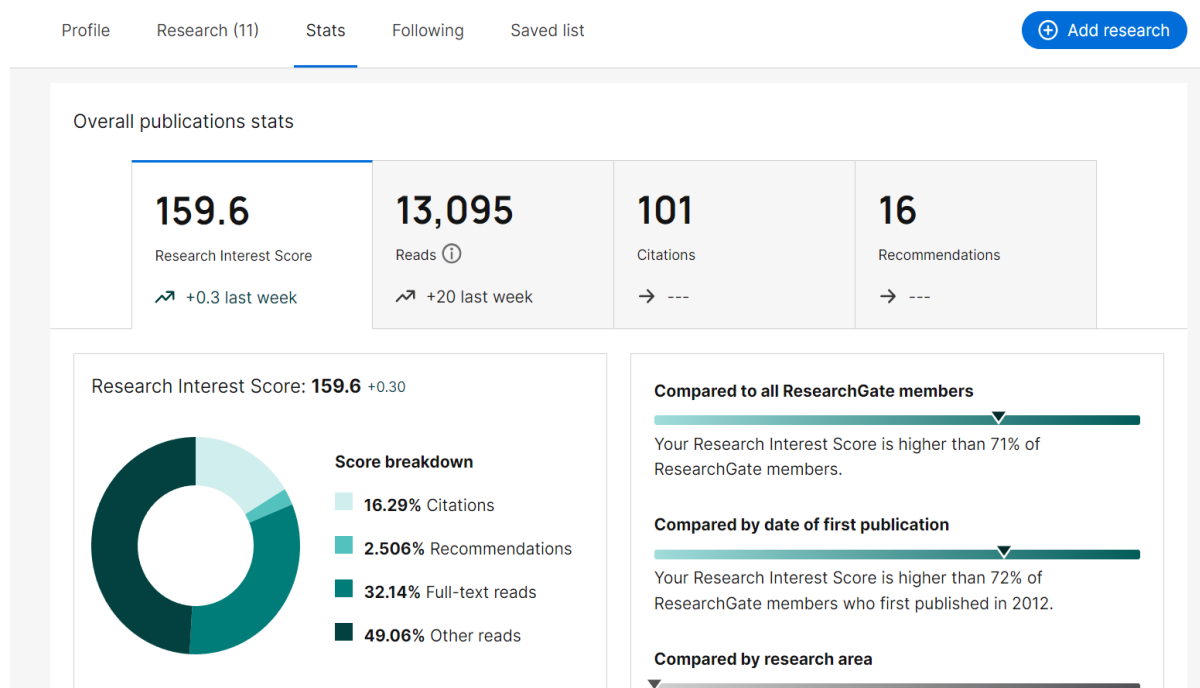 Profile
Research (11)
Stats
Following
Saved list
Add research
Overall publications stats
159.6
Research Interest Score
+0.3 last week
13,095
Reads
+20 last week
101
Citations
---
16
Recommendations
---
Research Interest Score: 159.6 +0.30
Score breakdown
16.29% Citations
2.506% Recommendations
32.14% Full-text reads
49.06% Other reads
Compared to all ResearchGate members
Your Research Interest Score is higher than 71% of
ResearchGate members.
Compared by date of first publication
Your Research Interest Score is higher than 72% of
ResearchGate members who first published in 2012.
Compared by research area